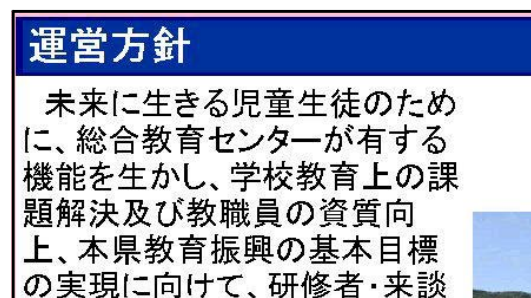 運営方針
未来に生きる児童生徒のため
に、総合教育センターが有する
機能を生かし、学校教育上の課
題解決及び教職員の資質向
上、本県教育振興の基本目標
の実現に向けて、研修者・来談